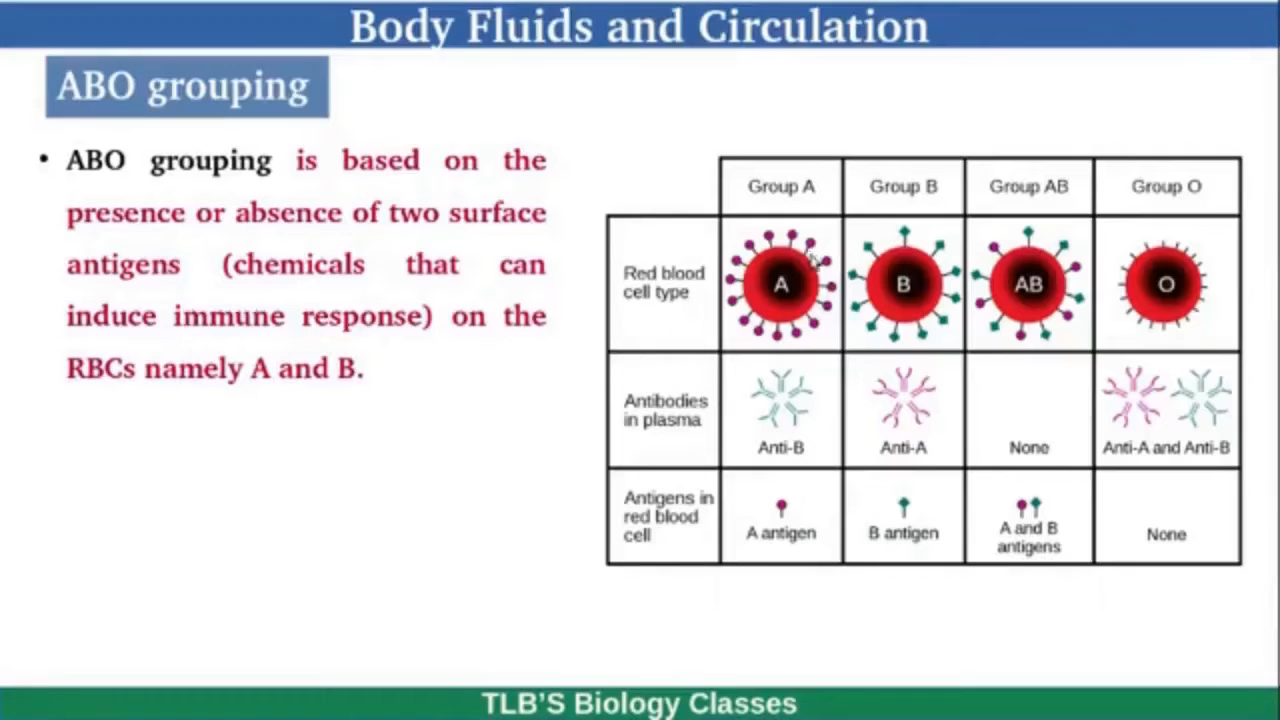 Body Fluids and Circulation
ABO grouping
• ABO grouping is based on the
presence or absence of two surface
antigens (chemicals that can
induce immune response) on the
RBCs namely A and B.
Group A
Group B
Group AB
Group O
Red blood
cell type
A
B
AB
O
Antibodies
in plasma
Anti-B
Anti-A
None
Anti-A and Anti-B
Antigens in
red blood
cell
A antigen
B antigen
A and B
antigens
None
TLB'S Biology Classes